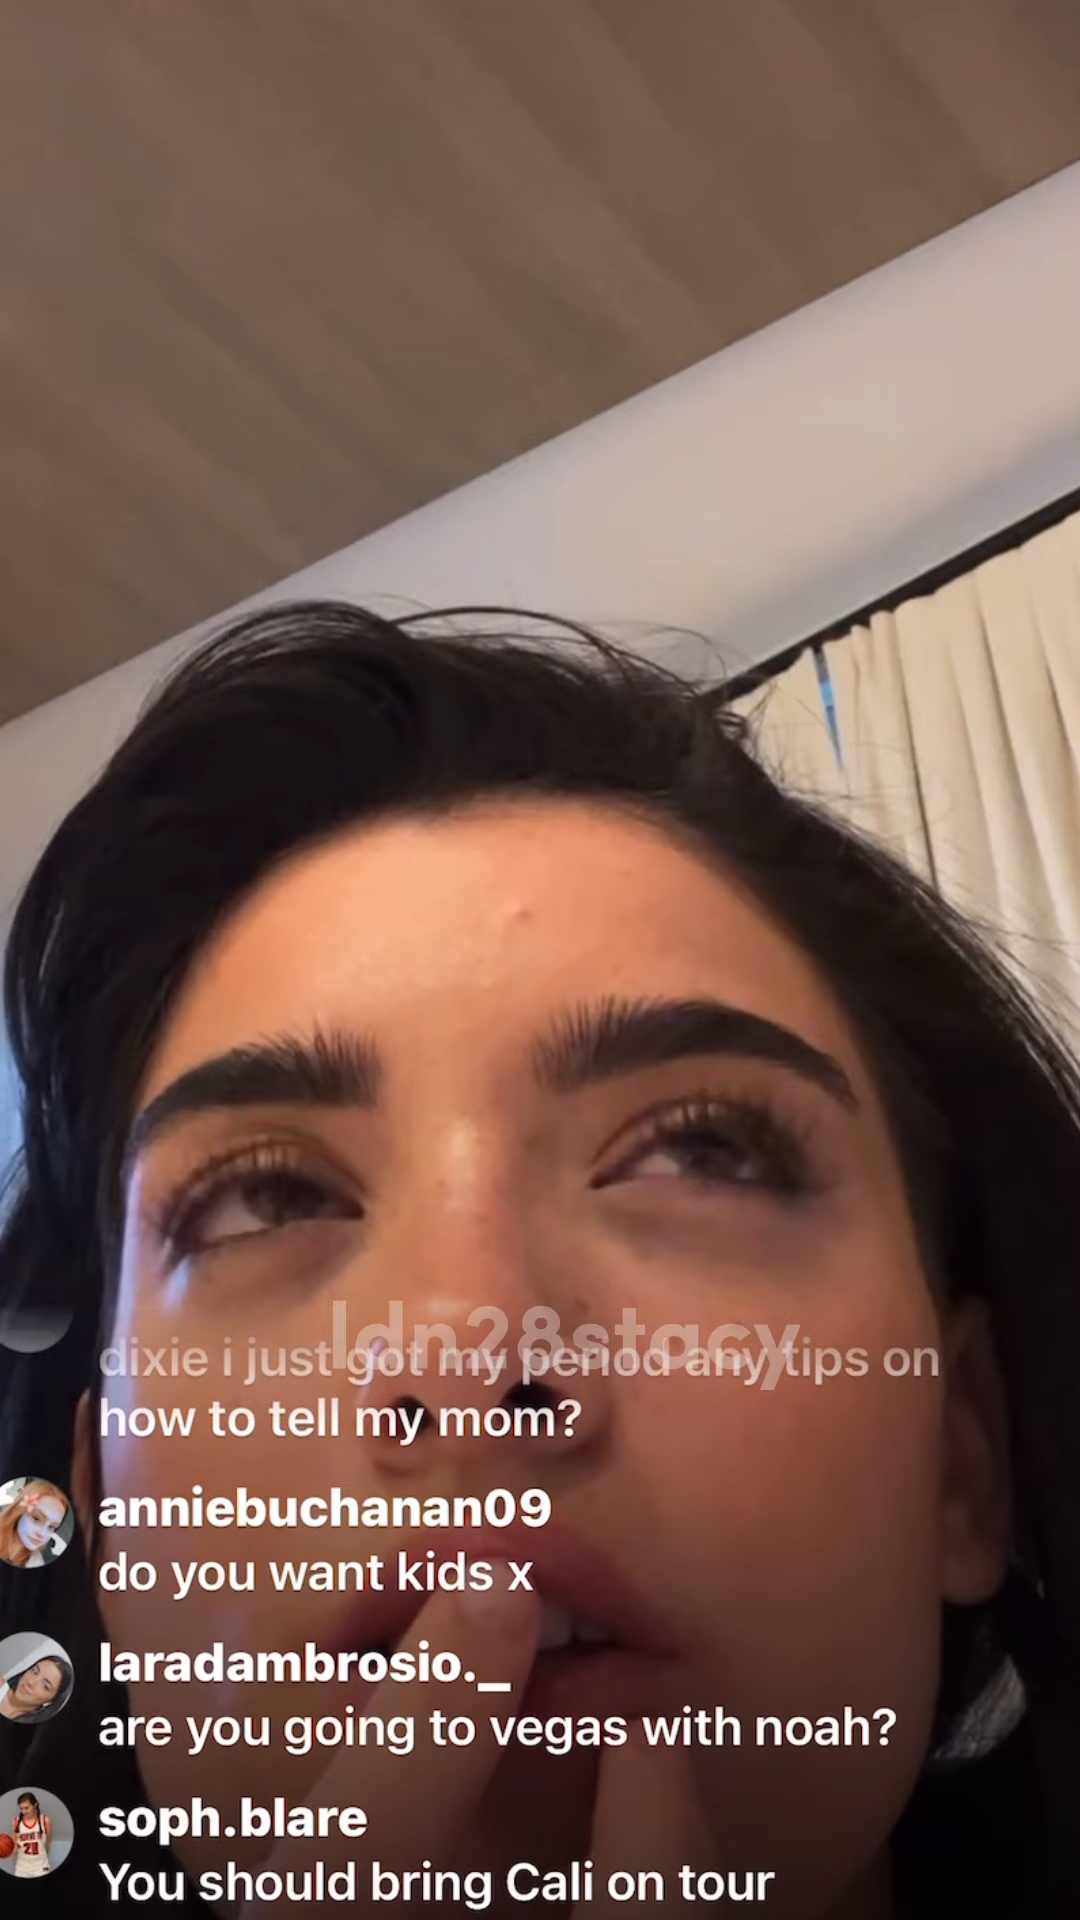 ldn28stacy
dixie i just got my period any tips on
how to tell my mom?
anniebuchanan09
do you want kids x
laradambrosio._
are you going to vegas with noah?
soph.blare
You should bring Cali on tour